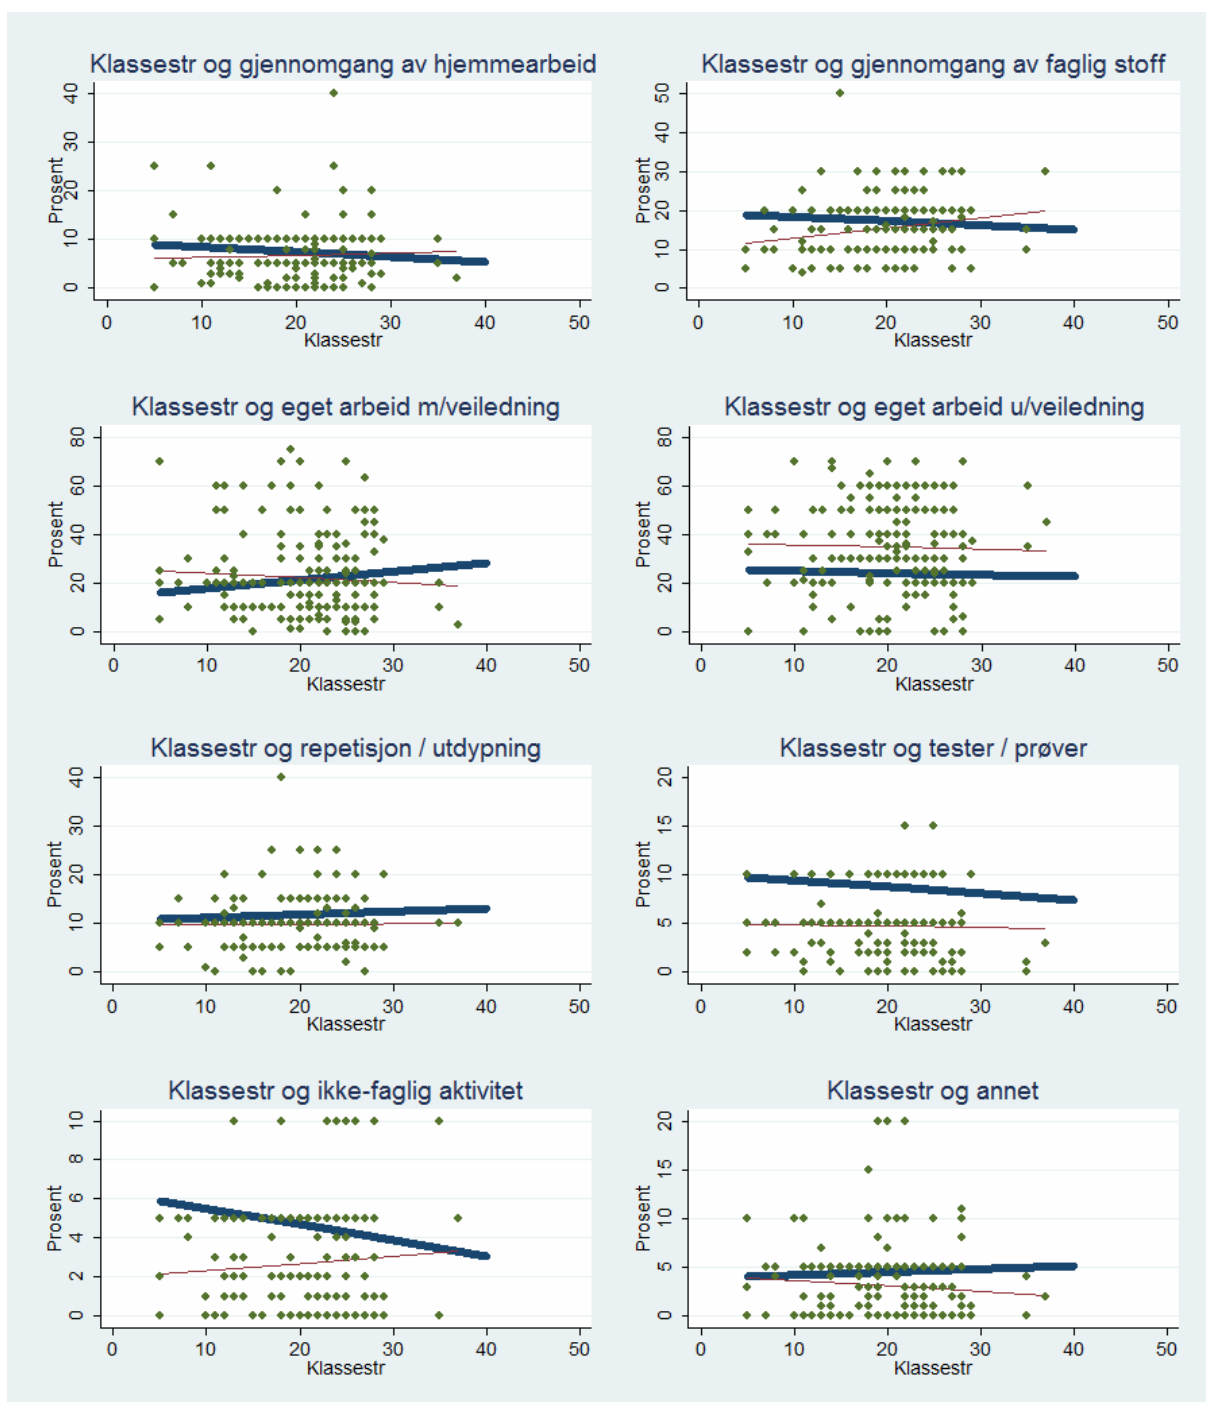 Klassestr og gjennomgang av hjemmearbeid
Prosent
0 10 20 30 40
0 10 20 30 40 50
Klassestr
Klassestr og gjennomgang av faglig stoff
Prosent
0 10 20 30 40 50
0 10 20 30 40 50
Klassestr
Klassestr og eget arbeid m/veiledning
Prosent
0 20 40 60 80
0 10 20 30 40 50
Klassestr
Klassestr og eget arbeid u/veiledning
Prosent
0 20 40 60 80
0 10 20 30 40 50
Klassestr
Klassestr og repetisjon / utdypning
Prosent
0 10 20 30 40
0 10 20 30 40 50
Klassestr
Klassestr og tester / prøver
Prosent
0 5 10 15 20
0 10 20 30 40 50
Klassestr
Klassestr og ikke-faglig aktivitet
Prosent
0 2 4 6 8 10
0 10 20 30 40 50
Klassestr
Klassestr og annet
Prosent
0 5 10 15 20
0 10 20 30 40 50
Klassestr